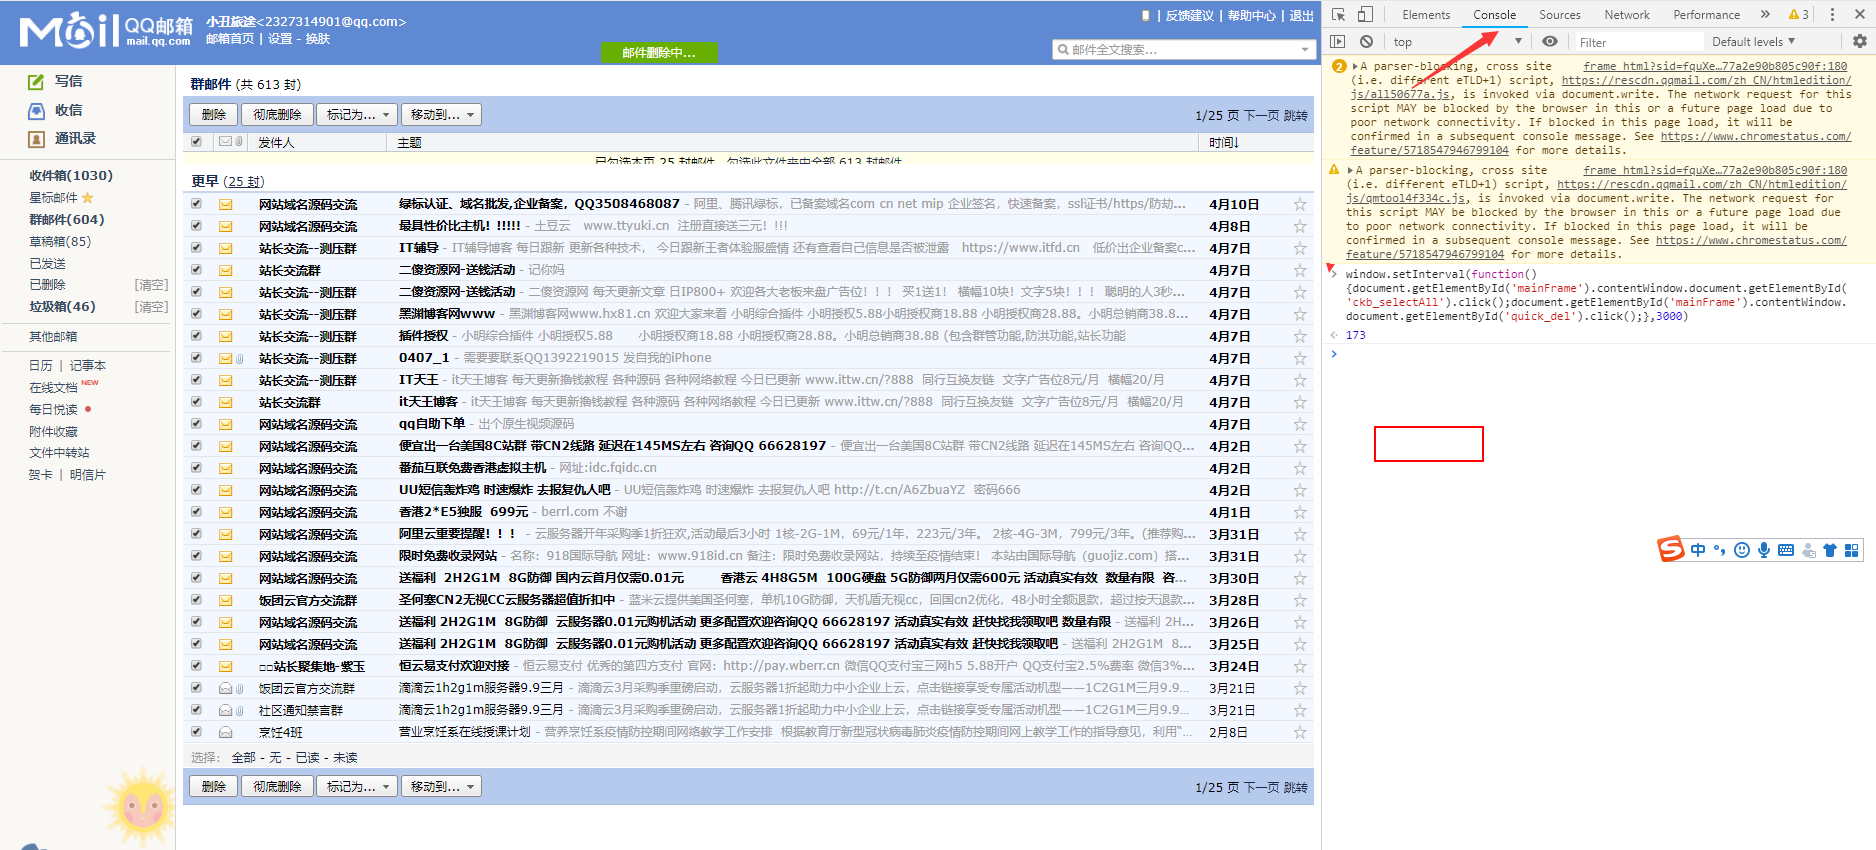 Mail QQ邮箱 mail.qq.com
小丑旅途<2327314901@qq.com>
邮箱首页 | 设置 - 换肤
| 反馈建议 | 帮助中心 | 退出
邮件删除中...
邮件全文搜索...
写信
收信
通讯录
收件箱(1030)
星标邮件
群邮件(604)
草稿箱(85)
已发送
已删除 [清空]
垃圾箱(46) [清空]
其他邮箱
日历 | 记事本
在线文档 NEW
每日悦读
附件收藏
文件中转站
贺卡 | 明信片
群邮件 (共 613 封)
删除 彻底删除 标记为... 移动到... 1/25 页 下一页 跳转
发件人 主题 时间↓
已勾选本页 25 封邮件，勾选此文件夹中全部 613 封邮件
更早 (25 封)
网站域名源码交流 绿标认证、域名批发,企业备案，QQ3508468087 - 阿里、腾讯绿标，已备案域名com cn net mip 企业签名，快速备案，ssl证书/https/防劫... 4月10日
网站域名源码交流 最具性价比主机！!!!!! - 土豆云 www.ttyuki.cn 注册直接送三元！!!! 4月8日
站长交流--测压群 IT辅导 - IT辅导博客 每日跟新 更新各种技术， 今日跟新王者体验服盛情 还有查看自己信息是否被泄露 https://www.itfd.cn 低价出企业备案c... 4月7日
站长交流群 二傻资源网-送钱活动 - 记你妈 4月7日
站长交流--测压群 二傻资源网-送钱活动 - 二傻资源网 每天更新文章 日IP800+ 欢迎各大老板来盘广告位！！！ 买1送1！ 横幅10块！文字5块！！！ 聪明的人3秒... 4月7日
站长交流--测压群 黑渊博客网www - 黑渊博客网www.hx81.cn 欢迎大家来看 小明综合插件 小明授权5.88小明授权商18.88 小明授权商28.88。小明总销商38.8... 4月7日
站长交流--测压群 插件授权 - 小明综合插件 小明授权5.88 小明授权商18.88 小明授权商28.88。小明总销商38.88 (包含群管功能,防洪功能,站长功能 4月7日
站长交流--测压群 0407_1 - 需要要联系QQ1392219015 发自我的iPhone 4月7日
站长交流--测压群 IT天王 - it天王博客 每天更新撸钱教程 各种源码 各种网络教程 今日已更新 www.ittw.cn/?888 同行互换友链 文字广告位8元/月 横幅20/月 4月7日
站长交流群 it天王博客 - it天王博客 每天更新撸钱教程 各种源码 各种网络教程 今日已更新 www.ittw.cn/?888 同行互换友链 文字广告位8元/月 横幅20/月 4月7日
网站域名源码交流 qq自助下单 - 出个原生视频源码 4月3日
网站域名源码交流 便宜出一台美国8C站群 带CN2线路 延迟在145MS左右 咨询QQ 66628197 - 便宜出一台美国8C站群 带CN2线路 延迟在145MS左右 咨询QQ... 4月2日
网站域名源码交流 番茄互联免费香港虚拟主机 - 网址:idc.fqidc.cn 4月2日
网站域名源码交流 UU短信轰炸鸡 时速爆炸 去报复仇人吧 - UU短信轰炸鸡 时速爆炸 去报复仇人吧 http://t.cn/A6ZbuaYZ 密码666 4月2日
网站域名源码交流 香港2*E5独服 699元 - berrl.com 不谢 4月1日
网站域名源码交流 阿里云重要提醒！！！ - 云服务器开年采购季1折狂欢,活动最后3小时 1核-2G-1M，69元/1年，223元/3年。 2核-4G-3M，799元/3年。(推荐购... 3月31日
网站域名源码交流 限时免费收录网站 - 名称：918国际导航 网址：www.918id.cn 备注：限时免费收录网站，持续至疫情结束！ 本站由国际导航（guojiz.com）搭... 3月31日
网站域名源码交流 送福利 2H2G1M 8G防御 国内云首月仅需0.01元 香港云 4H8G5M 100G硬盘 5G防御两月仅需600元 活动真实有效 数量有限 咨... 3月30日
饭团云官方交流群 圣何塞CN2无视CC云服务器超值折扣中 - 蓝米云提供美国圣何塞，单机10G防御，天机盾无视cc，回国cn2优化，48小时全额退款，超过按天退款... 3月28日
网站域名源码交流 送福利 2H2G1M 8G防御 云服务器0.01元购机活动 更多配置欢迎咨询QQ 66628197 活动真实有效 赶快找我领取吧 数量有限 - 送福利 2H2G... 3月26日
网站域名源码交流 送福利 2H2G1M 8G防御 云服务器0.01元购机活动 更多配置欢迎咨询QQ 66628197 活动真实有效 赶快找我领取吧 - 送福利 2H2G1M 8... 3月25日
□□站长聚集地-紫玉 恒云易支付欢迎对接 - 恒云易支付 优秀的第四方支付 官网：http://pay.wberr.cn 微信QQ支付宝三网h5 5.88开户 QQ支付宝2.5%费率 微信3%... 3月24日
饭团云官方交流群 滴滴云1h2g1m服务器9.9三月 - 滴滴云3月采购季重磅启动，云服务器1折起助力中小企业上云，点击链接享受专属活动机型——1C2G1M三月9.9... 3月21日
社区通知禁言群 滴滴云1h2g1m服务器9.9三月 - 滴滴云3月采购季重磅启动，云服务器1折起助力中小企业上云，点击链接享受专属活动机型——1C2G1M三月9.9... 3月21日
烹饪4班 营业烹饪系在线授课计划 - 营养烹饪系疫情防控期间网络教学工作安排 根据教育厅新型冠状病毒肺炎疫情防控期间网上教学工作的指导意见，利用“... 2月8日
选择： 全部 - 无 - 已读 - 未读
删除 彻底删除 标记为... 移动到... 1/25 页 下一页 跳转
Elements Console Sources Network Performance » 3
top Filter Default levels
2 A parser-blocking, cross site frame html?sid=fquXe…77a2e90b805c90f:180
(i.e. different eTLD+1) script, https://rescdn.qqmail.com/zh CN/htmledition/
js/all50677a.js, is invoked via document.write. The network request for this
script MAY be blocked by the browser in this or a future page load due to
poor network connectivity. If blocked in this page load, it will be
confirmed in a subsequent console message. See https://www.chromestatus.com/
feature/5718547946799104 for more details.
A parser-blocking, cross site frame html?sid=fquXe…77a2e90b805c90f:180
(i.e. different eTLD+1) script, https://rescdn.qqmail.com/zh CN/htmledition/
js/qmtool4f334c.js, is invoked via document.write. The network request for
this script MAY be blocked by the browser in this or a future page load due
to poor network connectivity. If blocked in this page load, it will be
confirmed in a subsequent console message. See https://www.chromestatus.com/
feature/5718547946799104 for more details.
window.setInterval(function()
{document.getElementById('mainFrame').contentWindow.document.getElementById(
'ckb_selectAll').click();document.getElementById('mainFrame').contentWindow.
document.getElementById('quick_del').click();},3000)
173
S 中